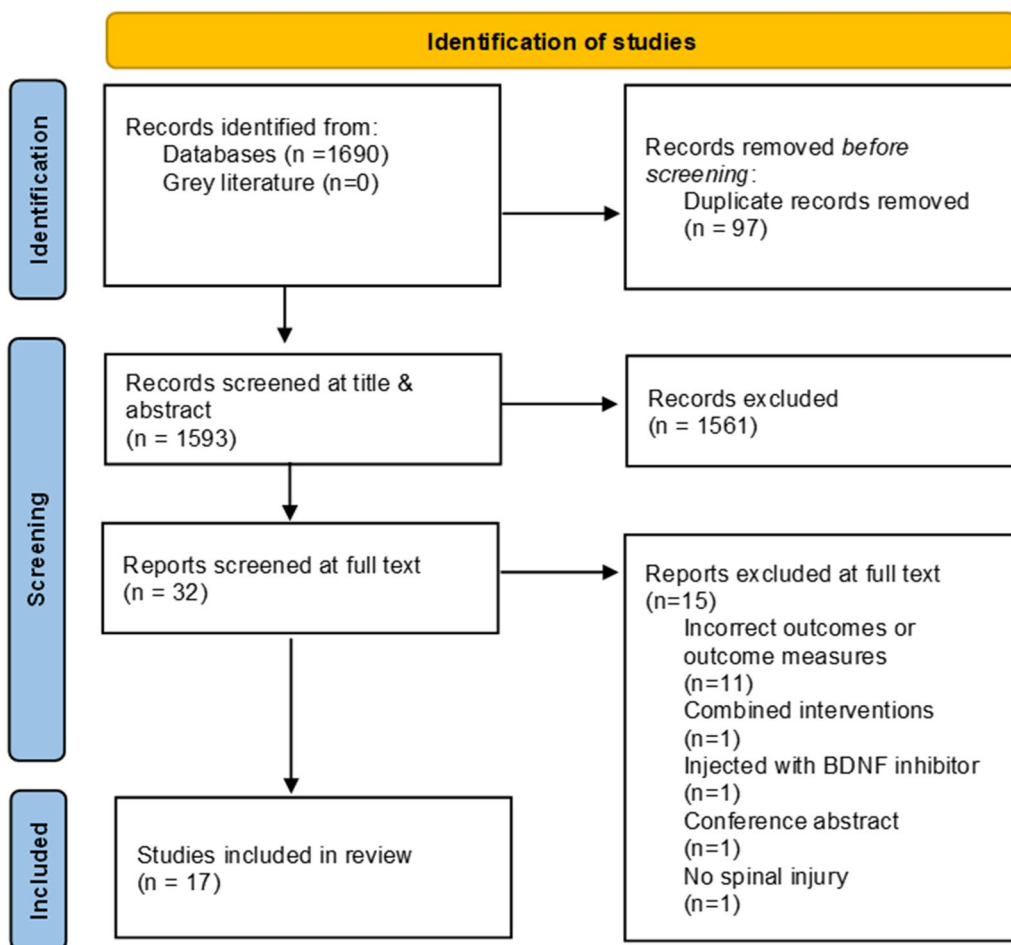 Identification of studies
Identification
Records identified from:
Databases (n =1690)
Grey literature (n=0)
Records removed before
screening:
Duplicate records removed
(n = 97)
Screening
Records screened at title &
abstract
(n = 1593)
Records excluded
(n = 1561)
Reports screened at full text
(n = 32)
Reports excluded at full text
(n=15)
Incorrect outcomes or
outcome measures
(n=11)
Combined interventions
(n=1)
Injected with BDNF inhibitor
(n=1)
Conference abstract
(n=1)
No spinal injury
(n=1)
Included
Studies included in review
(n = 17)